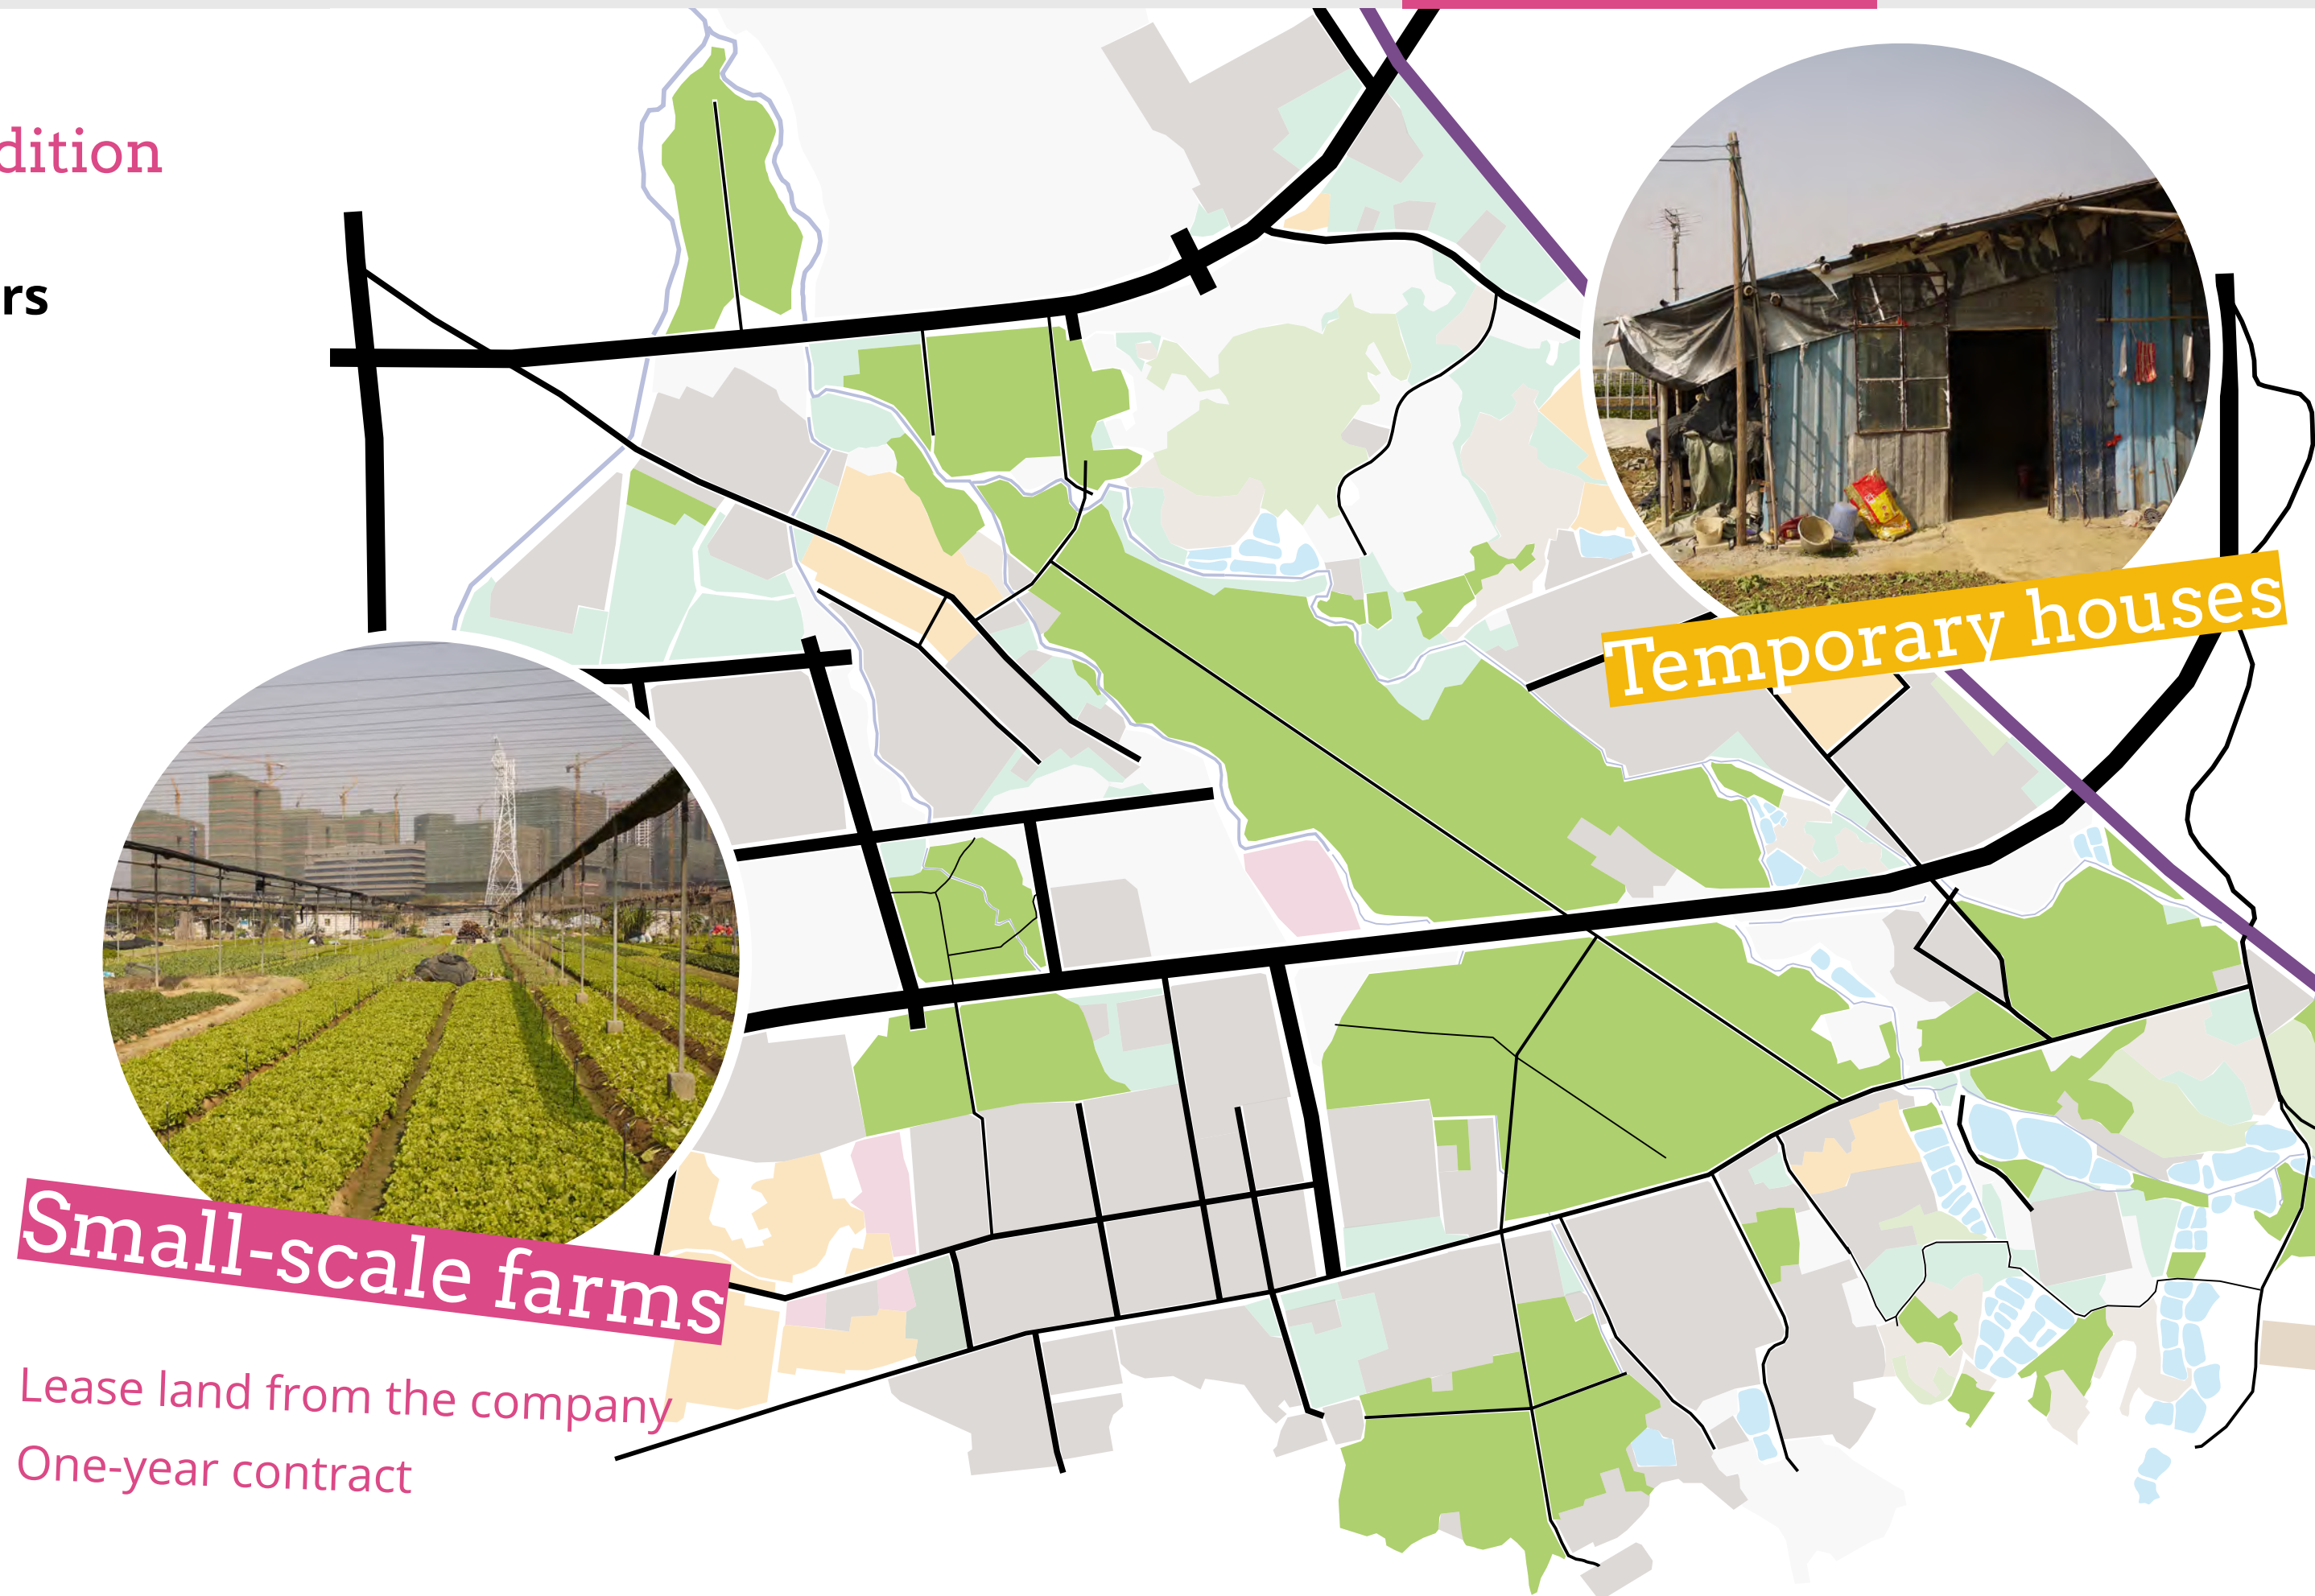 dition
rs
Temporary houses
Small-scale farms
Lease land from the company
One-year contract